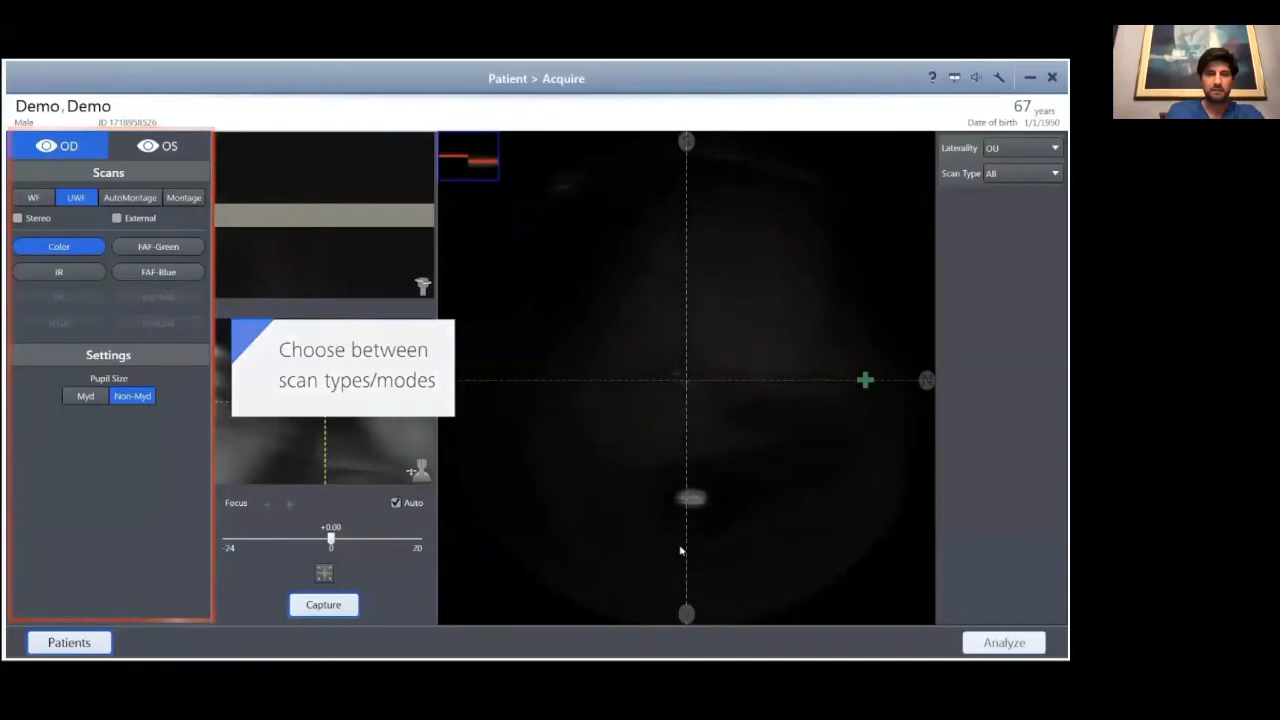 Patient > Acquire
?
Demo, Demo
67 years
Male
ID 1718958526
Date of birth 1/1/1950
OD
OS
Scans
WF
UWF
AutoMontage
Montage
Stereo
External
Color
FAF-Green
IR
FAF-Blue
Settings
Pupil Size
Myd
Non-Myd
Choose between
scan types/modes
Focus
- +
Auto
+0.00
-24
0
20
Capture
Laterality
OU
Scan Type
All
Patients
Analyze